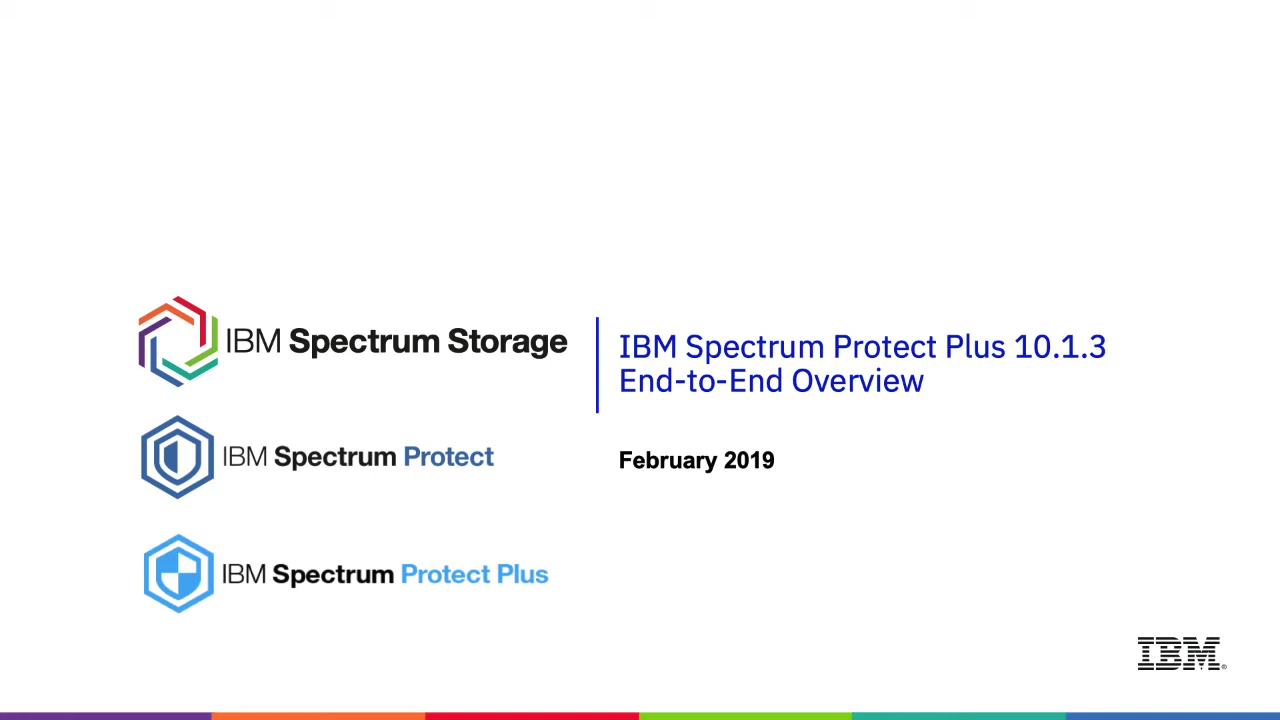 IBM Spectrum Storage
IBM Spectrum Protect Plus 10.1.3
End-to-End Overview
IBM Spectrum Protect
February 2019
IBM Spectrum Protect Plus
IBM®